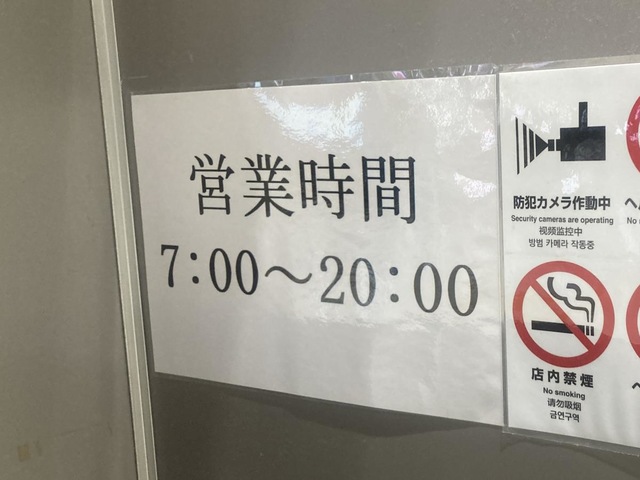 営業時間
7:00～20:00
防犯カメラ作動中
Security cameras are operating
视频监控中
방범 카메라 작동중
店内禁煙
No smoking
请勿吸烟
금연구역
ヘ
No